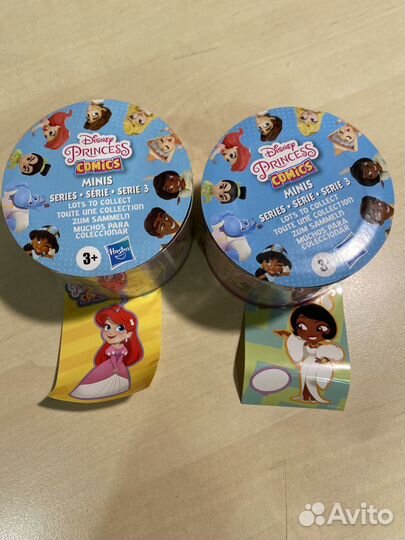 Disney
PRINCESS
COMICS
MINIS
SERIES • SÉRIE • SERIE 3
LOTS TO COLLECT
TOUTE UNE COLLECTION
ZUM SAMMELN
MUCHOS PARA
COLECCIONAR
3+
Hasbro
Disney
PRINCESS
COMICS
MINIS
SERIES • SÉRIE • SERIE 3
LOTS TO COLLECT
TOUTE UNE COLLECTION
ZUM SAMMELN
MUCHOS PARA
COLECCIONAR
3
Avito